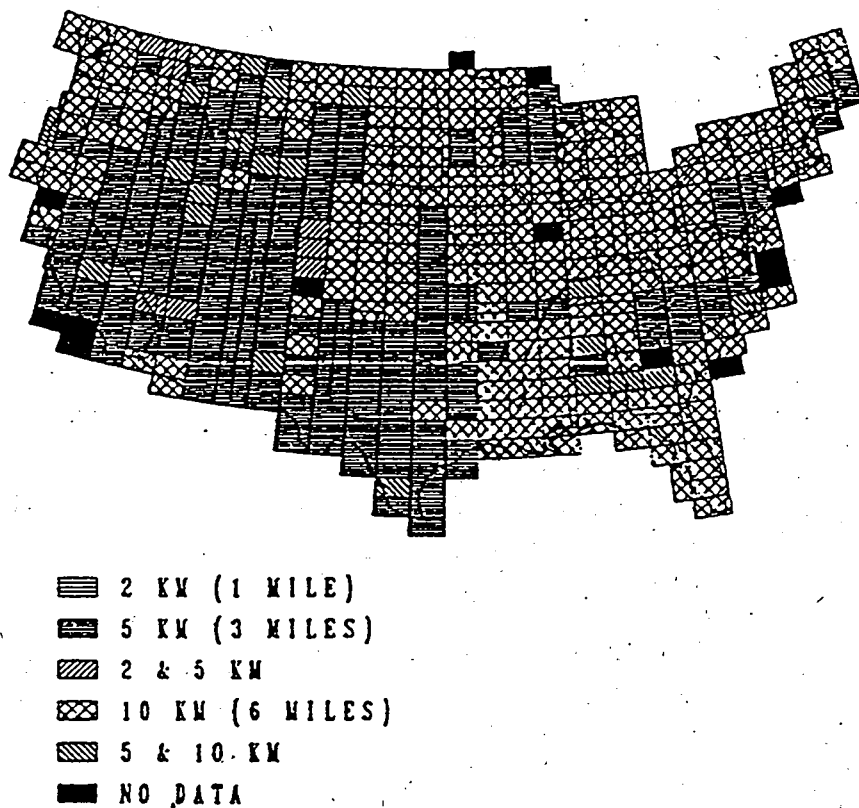 2 KM (1 MILE)
5 KM (3 MILES)
2 & 5 KM
10 KM (6 MILES)
5 & 10 KM
NO DATA